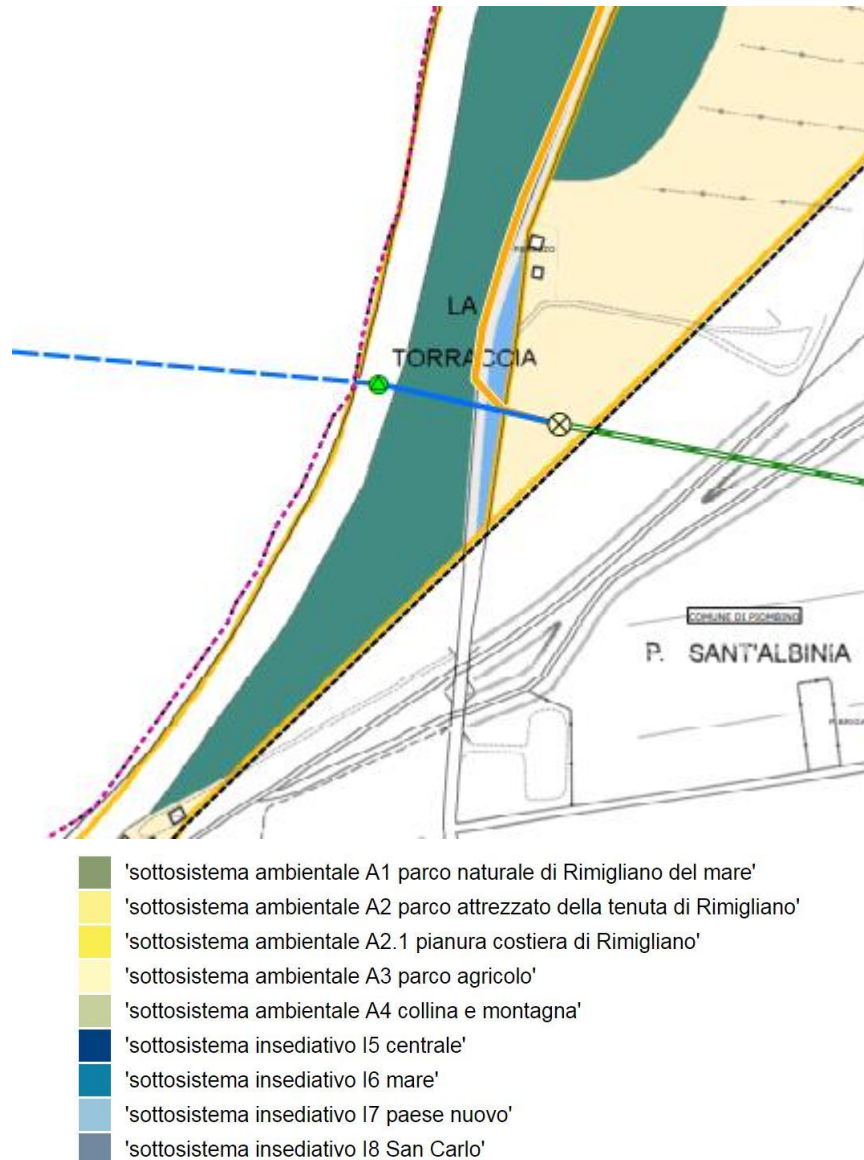 LA
TORRACCIA
COMUNE DI PIOMBINO
P. SANT'ALBINIA
'sottosistema ambientale A1 parco naturale di Rimigliano del mare'
'sottosistema ambientale A2 parco attrezzato della tenuta di Rimigliano'
'sottosistema ambientale A2.1 pianura costiera di Rimigliano'
'sottosistema ambientale A3 parco agricolo'
'sottosistema ambientale A4 collina e montagna'
'sottosistema insediativo I5 centrale'
'sottosistema insediativo I6 mare'
'sottosistema insediativo I7 paese nuovo'
'sottosistema insediativo I8 San Carlo'